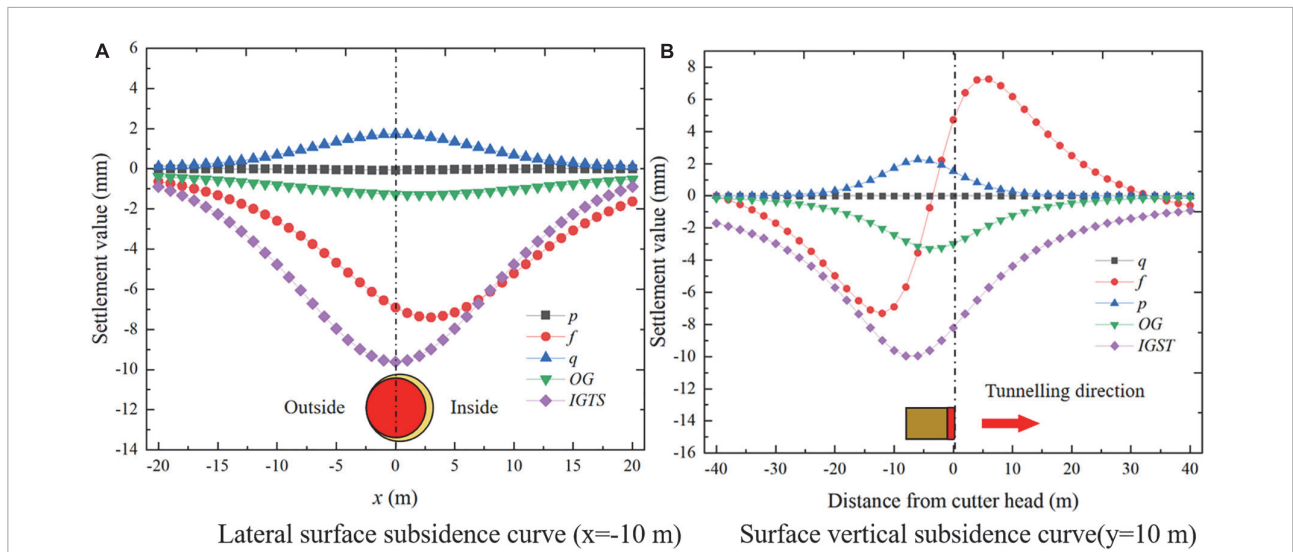 A
Settlement value (mm)
6
4
2
0
-2
-4
-6
-8
-10
-12
-14
p
f
q
OG
IGTS
Outside
Inside
-20 -15 -10 -5 0 5 10 15 20
x (m)
Lateral surface subsidence curve (x=-10 m)
B
Settlement value (mm)
8
6
4
2
0
-2
-4
-6
-8
-10
-12
-14
-16
q
f
p
OG
IGST
Tunnelling direction
-40 -30 -20 -10 0 10 20 30 40
Distance from cutter head (m)
Surface vertical subsidence curve(y=10 m)